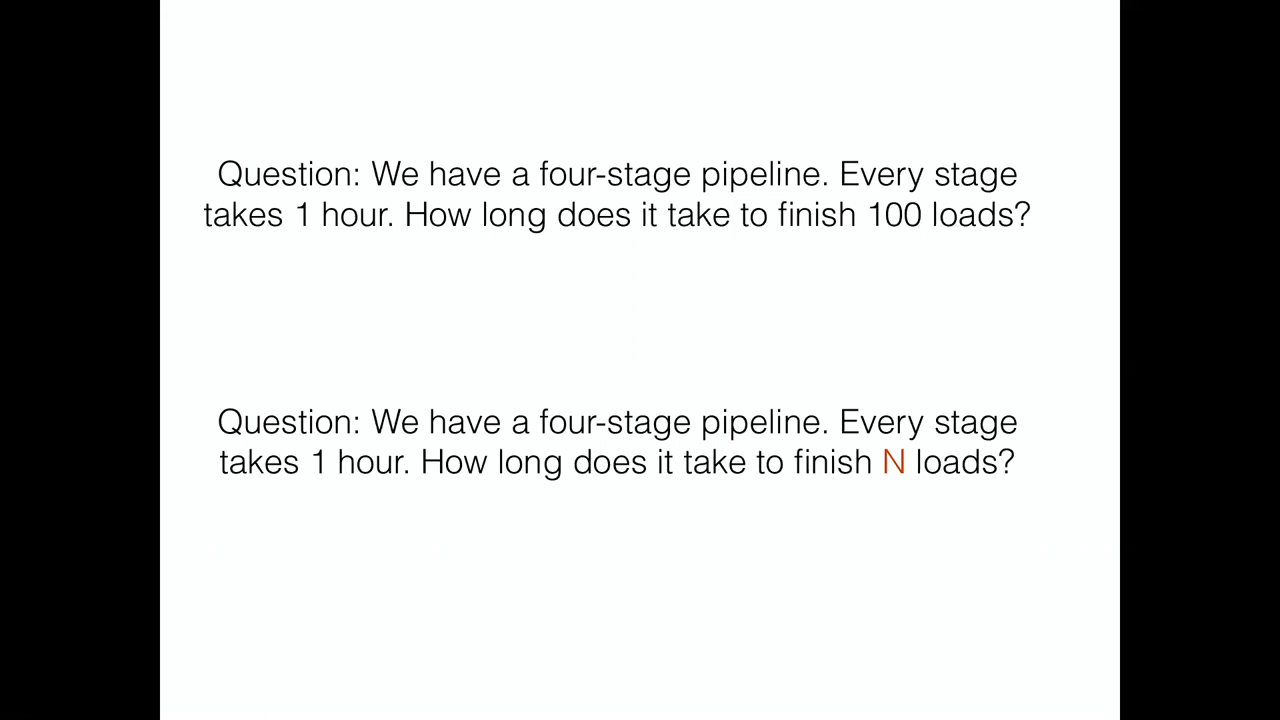 Question: We have a four-stage pipeline. Every stage
takes 1 hour. How long does it take to finish 100 loads?
Question: We have a four-stage pipeline. Every stage
takes 1 hour. How long does it take to finish N loads?